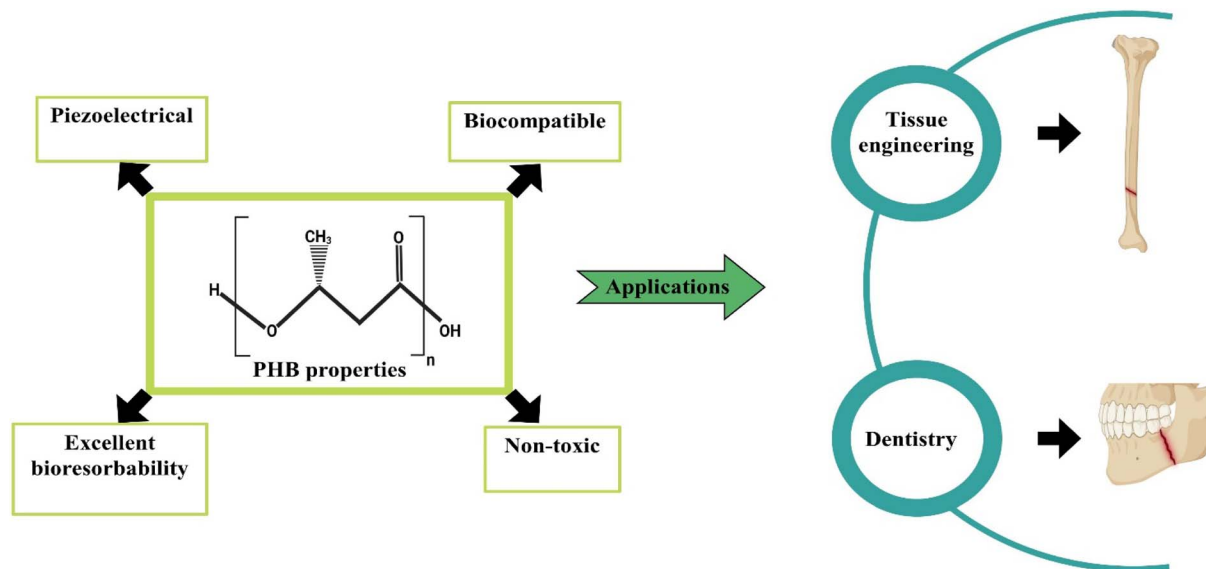 Piezoelectrical
Biocompatible
CH₃
O
H
O
OH
n
PHB properties
Excellent
bioresorbability
Non-toxic
Applications
Tissue
engineering
Dentistry